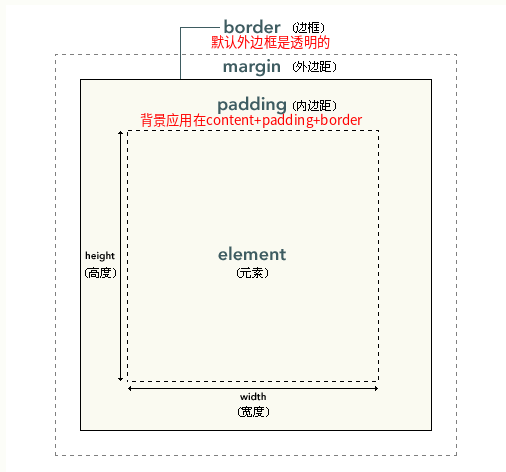 border (边框)
默认外边框是透明的
margin (外边距)
padding (内边距)
背景应用在content+padding+border
height
(高度)
element
(元素)
width
(宽度)